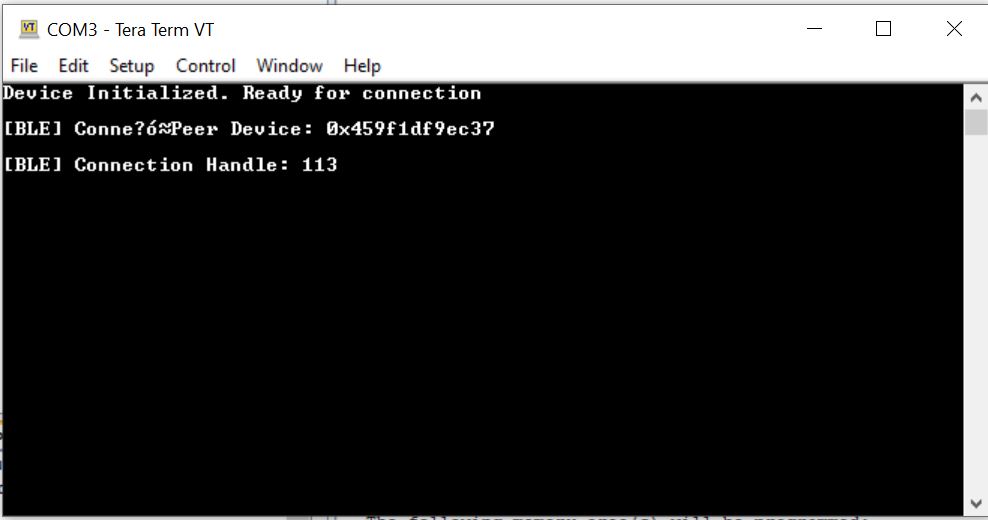 COM3 - Tera Term VT
File Edit Setup Control Window Help
Device Initialized. Ready for connection
[BLE] Conne?ó≈Peer Device: 0x459f1df9ec37
[BLE] Connection Handle: 113